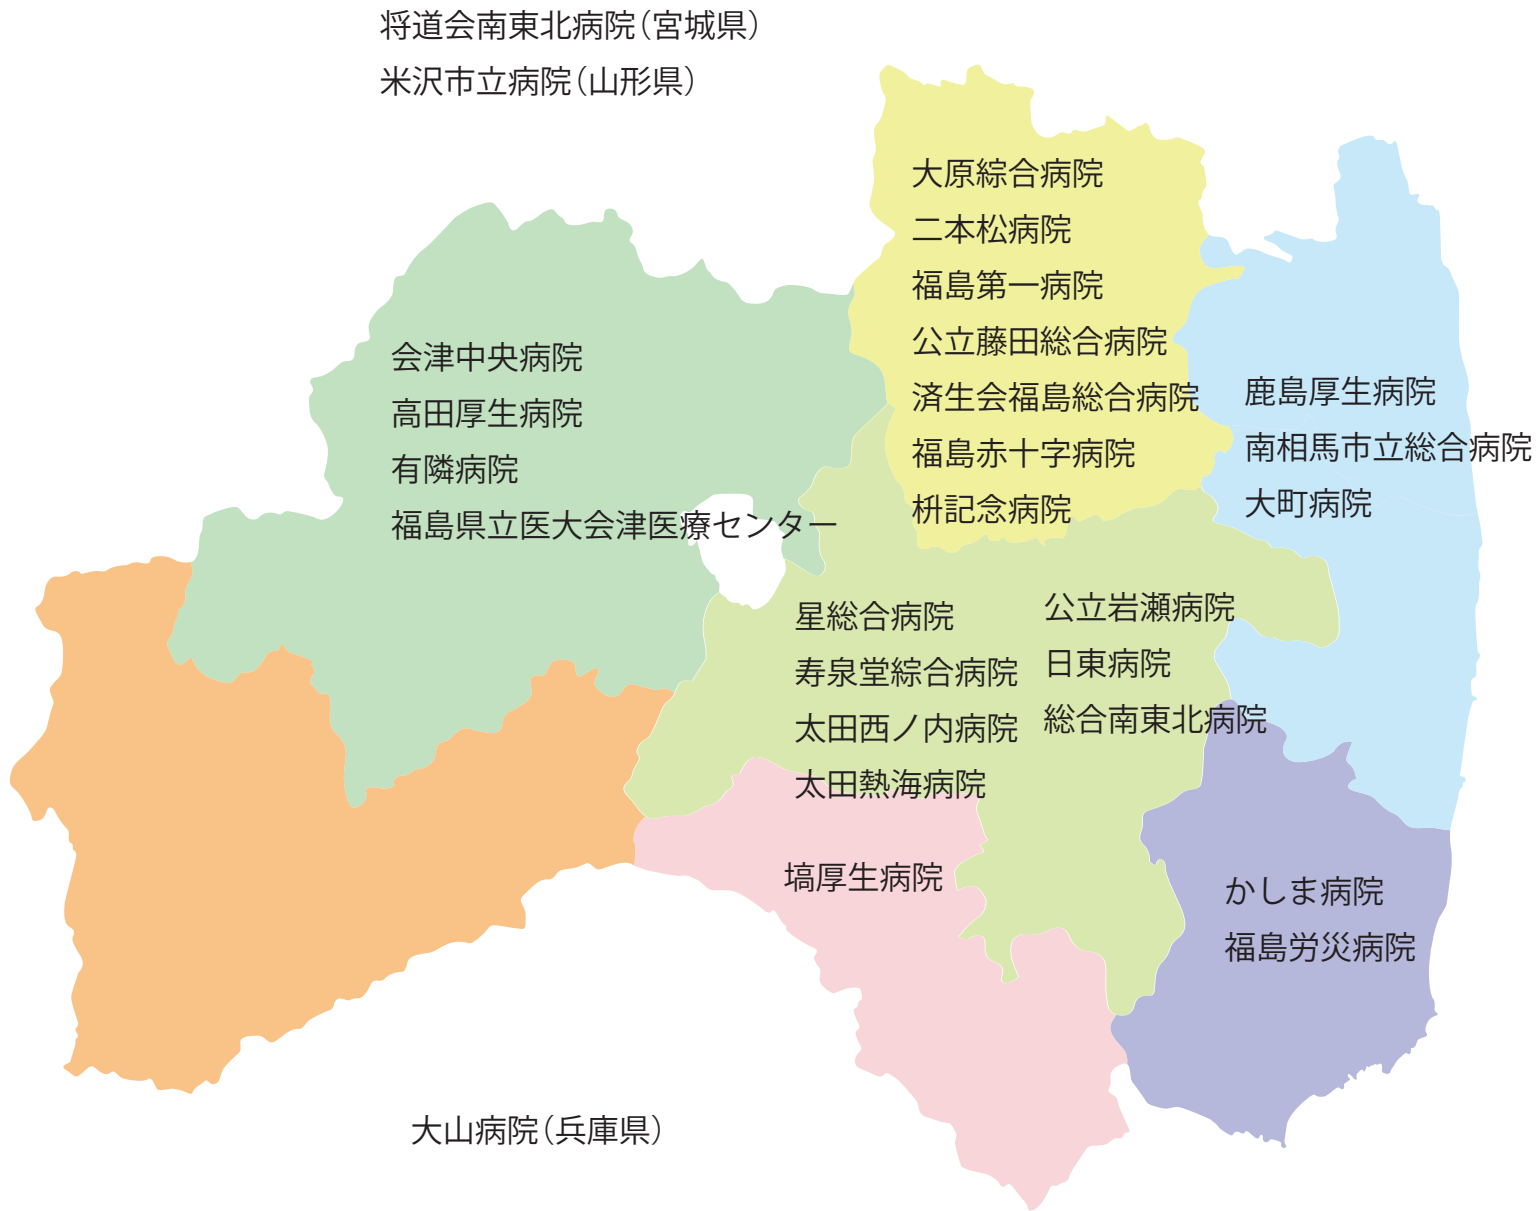 将道会南東北病院（宮城県）
米沢市立病院（山形県）
大原綜合病院
二本松病院
福島第一病院
公立藤田総合病院
済生会福島総合病院
福島赤十字病院
枡記念病院
会津中央病院
高田厚生病院
有隣病院
福島県立医大会津医療センター
鹿島厚生病院
南相馬市立総合病院
大町病院
星総合病院
寿泉堂綜合病院
太田西ノ内病院
太田熱海病院
公立岩瀬病院
日東病院
総合南東北病院
塙厚生病院
かしま病院
福島労災病院
大山病院（兵庫県）